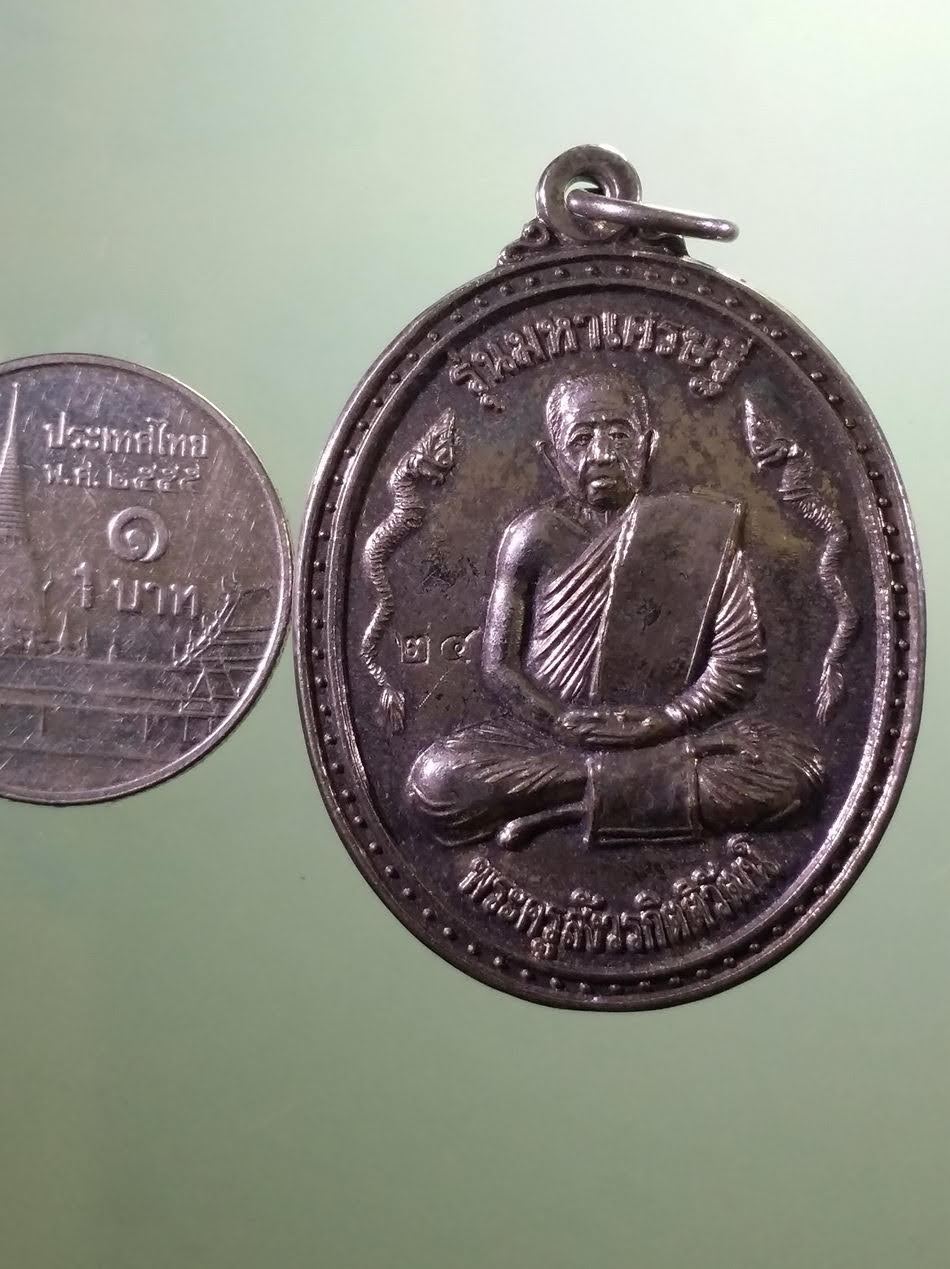 ประเทศไทย
พ.ศ. ๒๕๕๕
๑
1 บาท
รุ่นมหาเศรษฐี
๒๔
พระครูสังวรกิตติวัฒน์